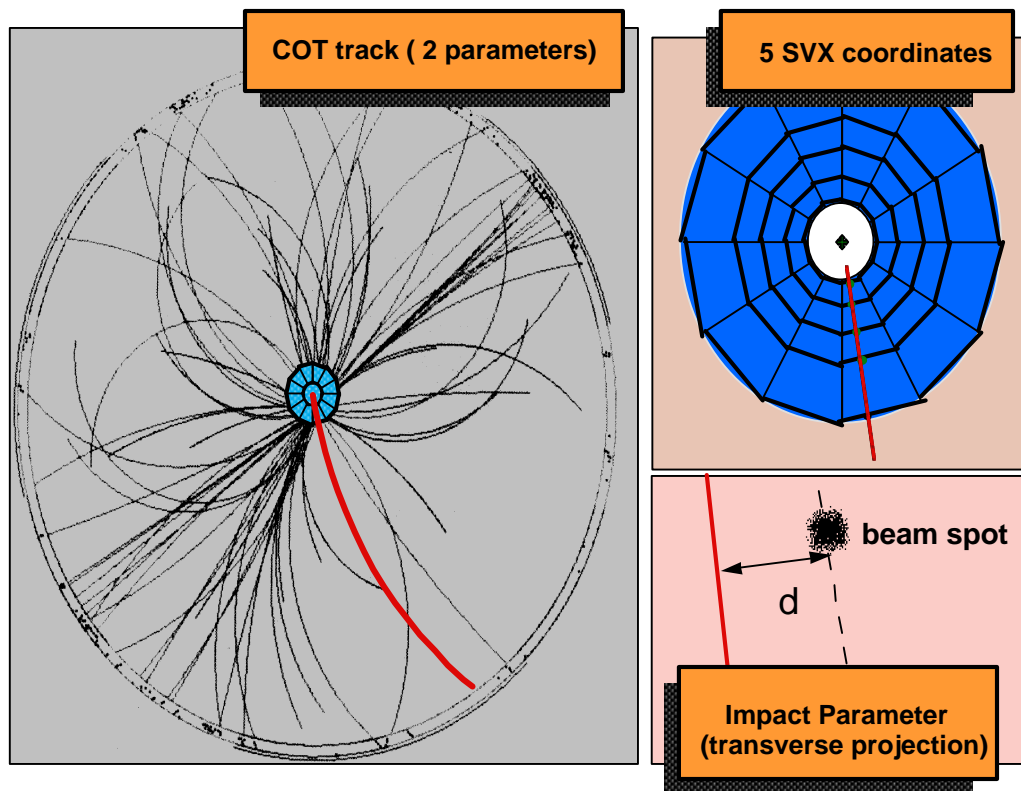 COT track ( 2 parameters)
5 SVX coordinates
beam spot
d
Impact Parameter
(transverse projection)